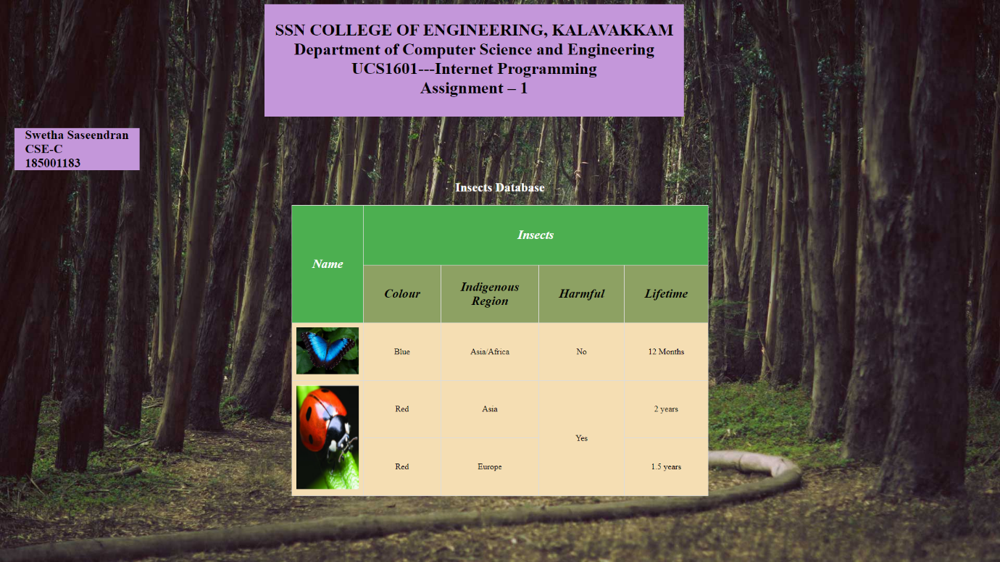 SSN COLLEGE OF ENGINEERING, KALAVAKKAM
Department of Computer Science and Engineering
UCS1601---Internet Programming
Assignment – 1
Swetha Saseendran
CSE-C
185001183
Insects Database
Name
Insects
Colour
Indigenous
Region
Harmful
Lifetime
Blue
Asia/Africa
No
12 Months
Red
Asia
Yes
2 years
Red
Europe
1.5 years